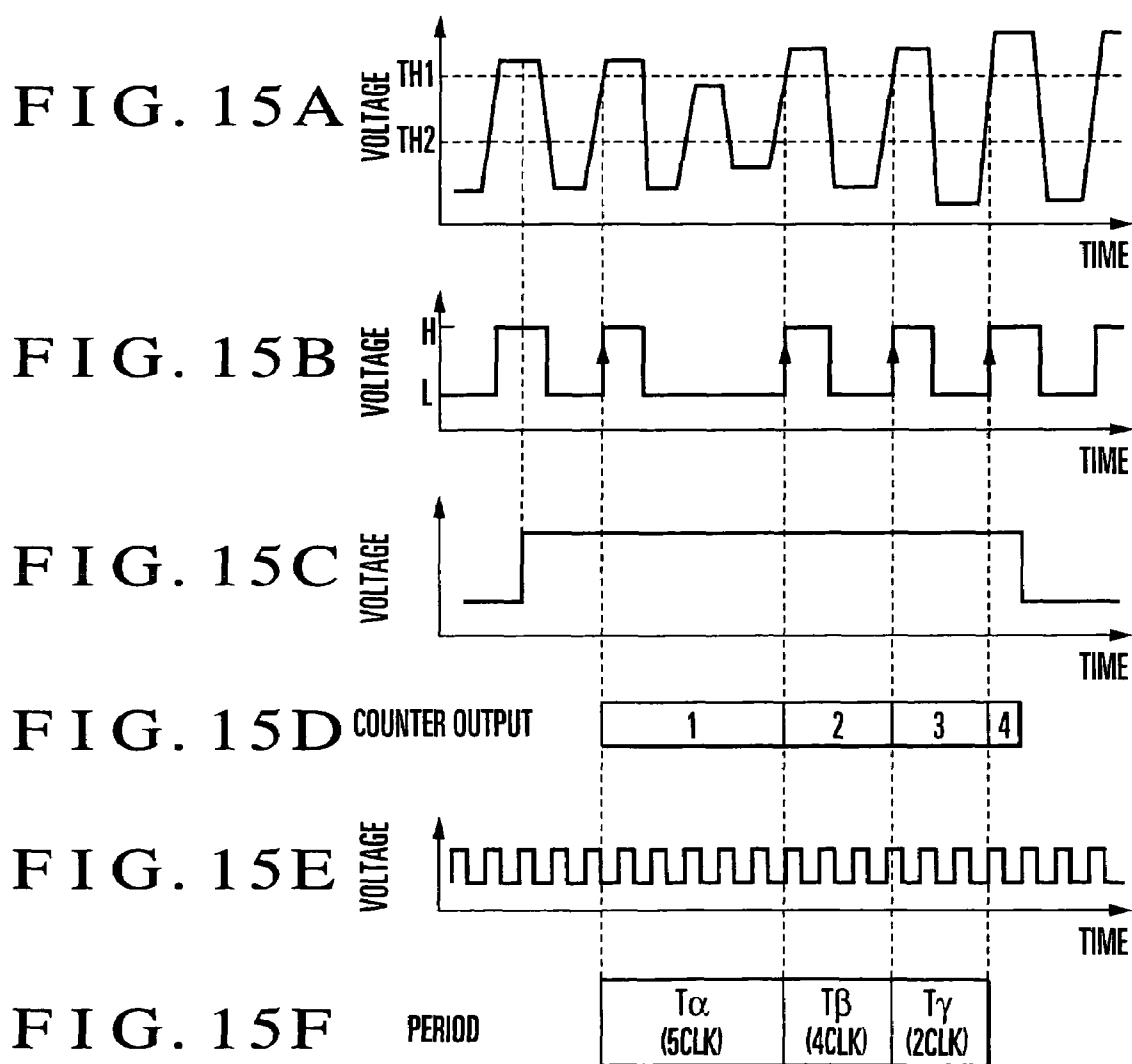 FIG. 15A
VOLTAGE
TH1
TH2
TIME
FIG. 15B
VOLTAGE
H
L
TIME
FIG. 15C
VOLTAGE
TIME
FIG. 15D
COUNTER OUTPUT
1
2
3
4
FIG. 15E
VOLTAGE
TIME
FIG. 15F
PERIOD
Tα
(5CLK)
Tβ
(4CLK)
Tγ
(2CLK)